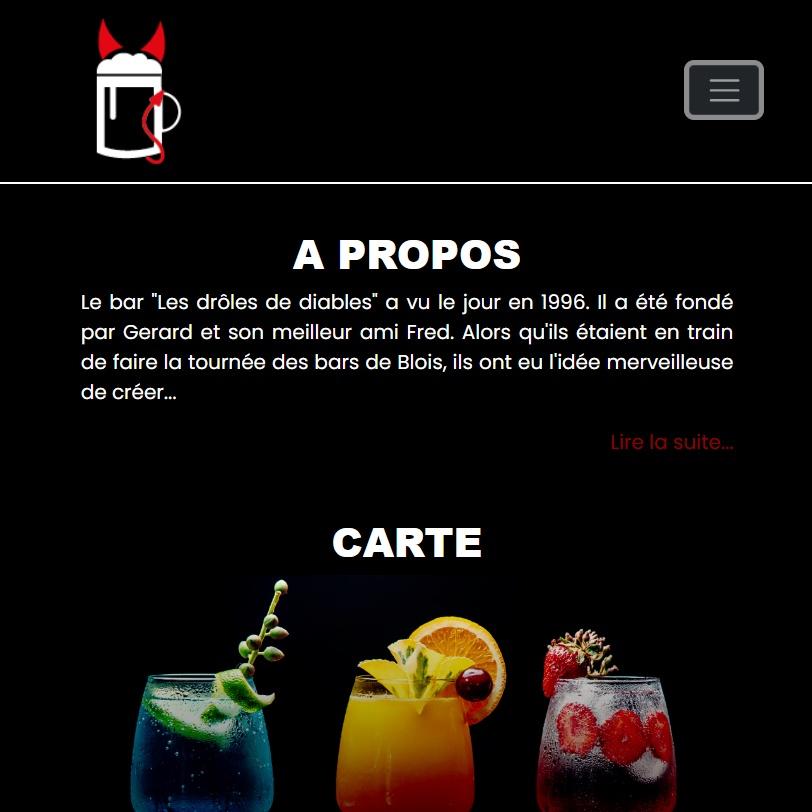 A PROPOS
Le bar "Les drôles de diables" a vu le jour en 1996. Il a été fondé
par Gerard et son meilleur ami Fred. Alors qu'ils étaient en train
de faire la tournée des bars de Blois, ils ont eu l'idée merveilleuse
de créer...
Lire la suite...
CARTE